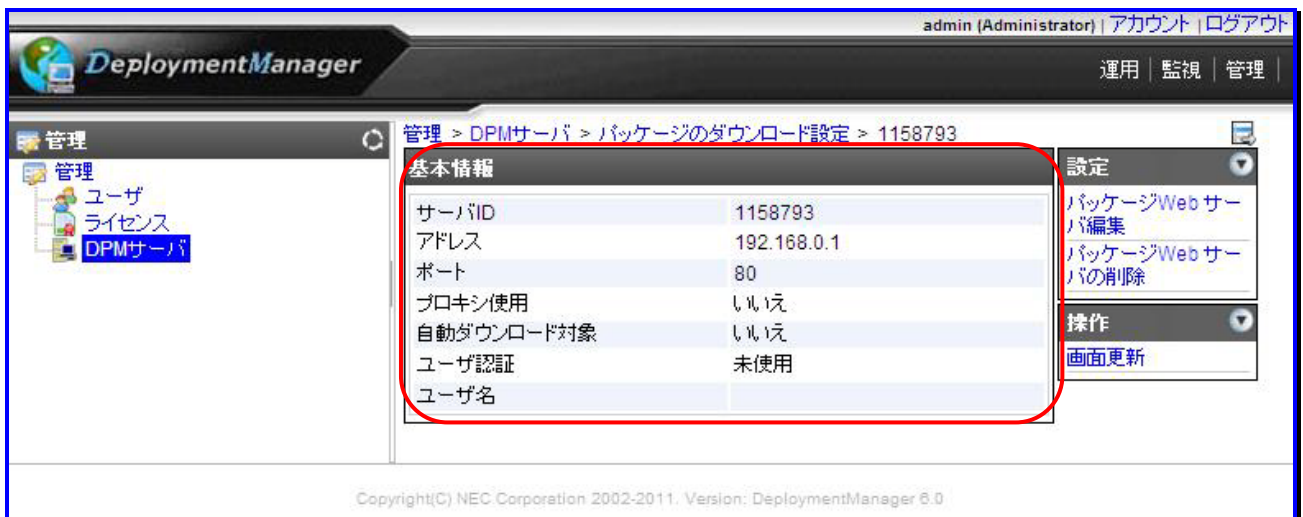 admin (Administrator) | アカウント | ログアウト
DeploymentManager
運用 | 監視 | 管理 |
管理
管理
ユーザ
ライセンス
DPMサーバ
管理 > DPMサーバ > パッケージのダウンロード設定 > 1158793
基本情報
サーバID 1158793
アドレス 192.168.0.1
ポート 80
プロキシ使用 いいえ
自動ダウンロード対象 いいえ
ユーザ認証 未使用
ユーザ名
設定
パッケージWeb サー
バ編集
パッケージWeb サー
バの削除
操作
画面更新
Copyright(C) NEC Corporation 2002-2011. Version: DeploymentManager 6.0